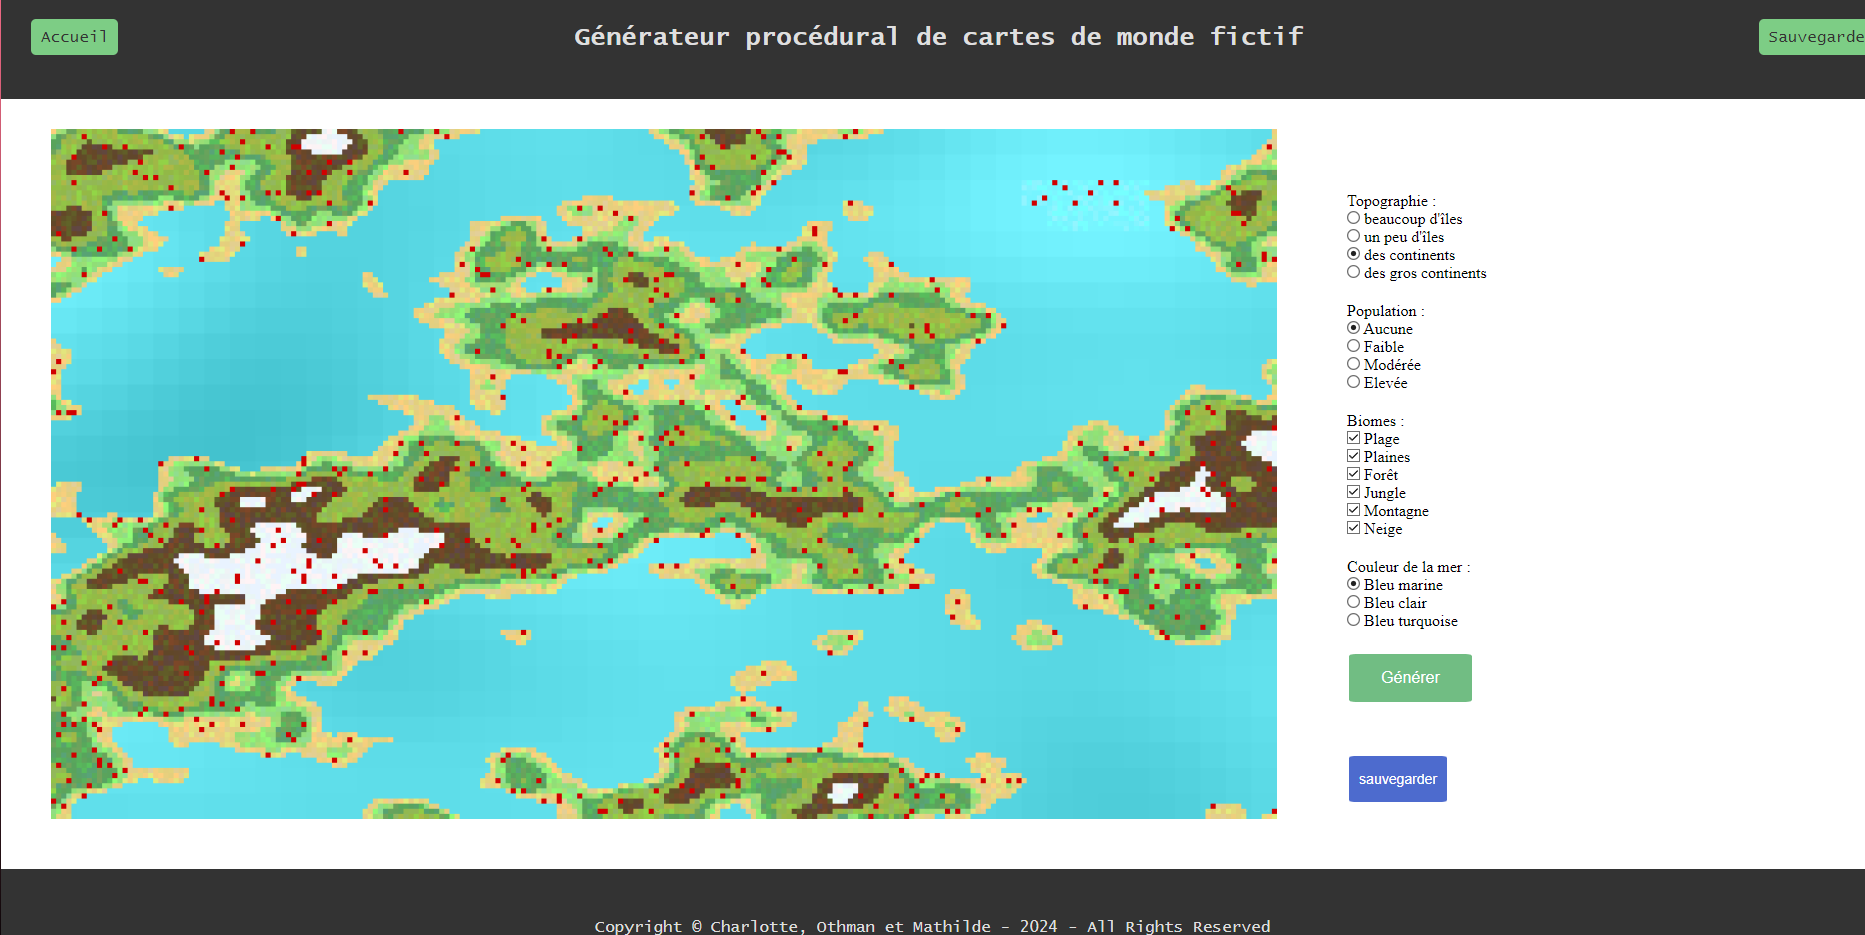 Accueil
Générateur procédural de cartes de monde fictif
Sauvegarde
Topographie :
beaucoup d'îles
un peu d'îles
des continents
des gros continents
Population :
Aucune
Faible
Modérée
Elevée
Biomes :
Plage
Plaines
Forêt
Jungle
Montagne
Neige
Couleur de la mer :
Bleu marine
Bleu clair
Bleu turquoise
Générer
sauvegarder
Copyright © Charlotte, Othman et Mathilde - 2024 - All Rights Reserved